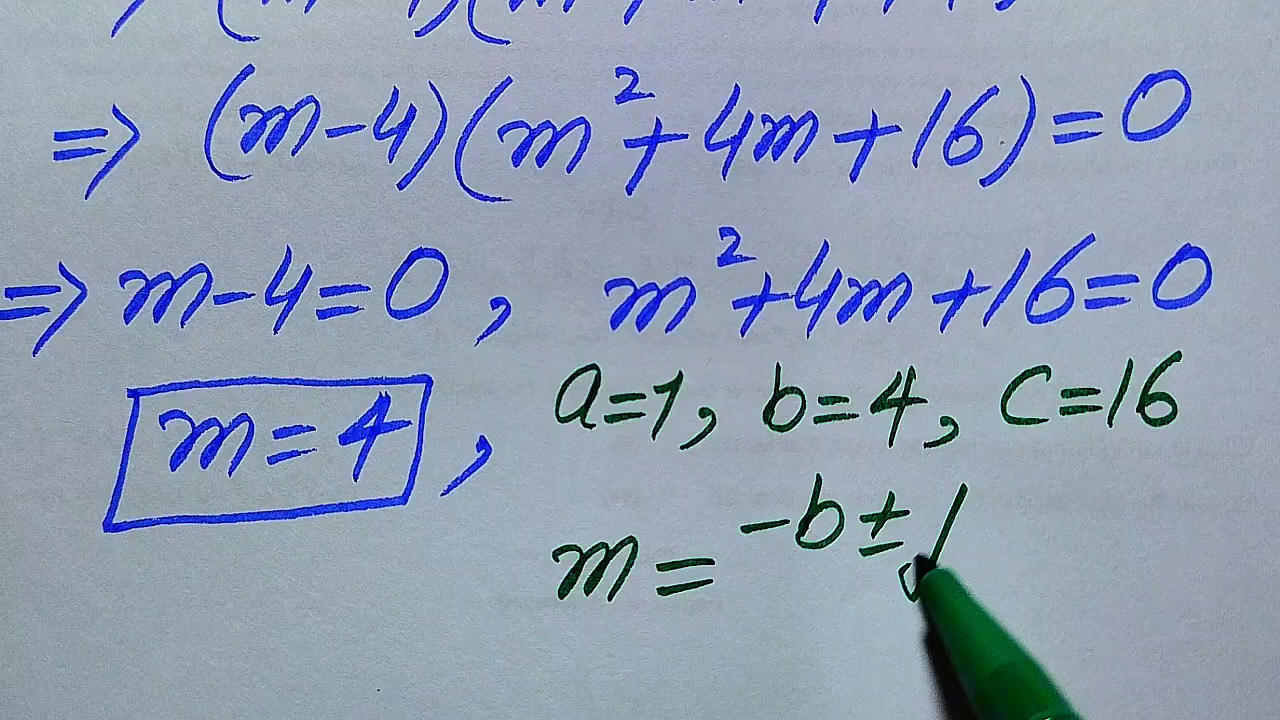 => (m-4)(m²+4m+16)=0
=> m-4=0, m²+4m+16=0
m=4, a=1, b=4, c=16
m= -b±√